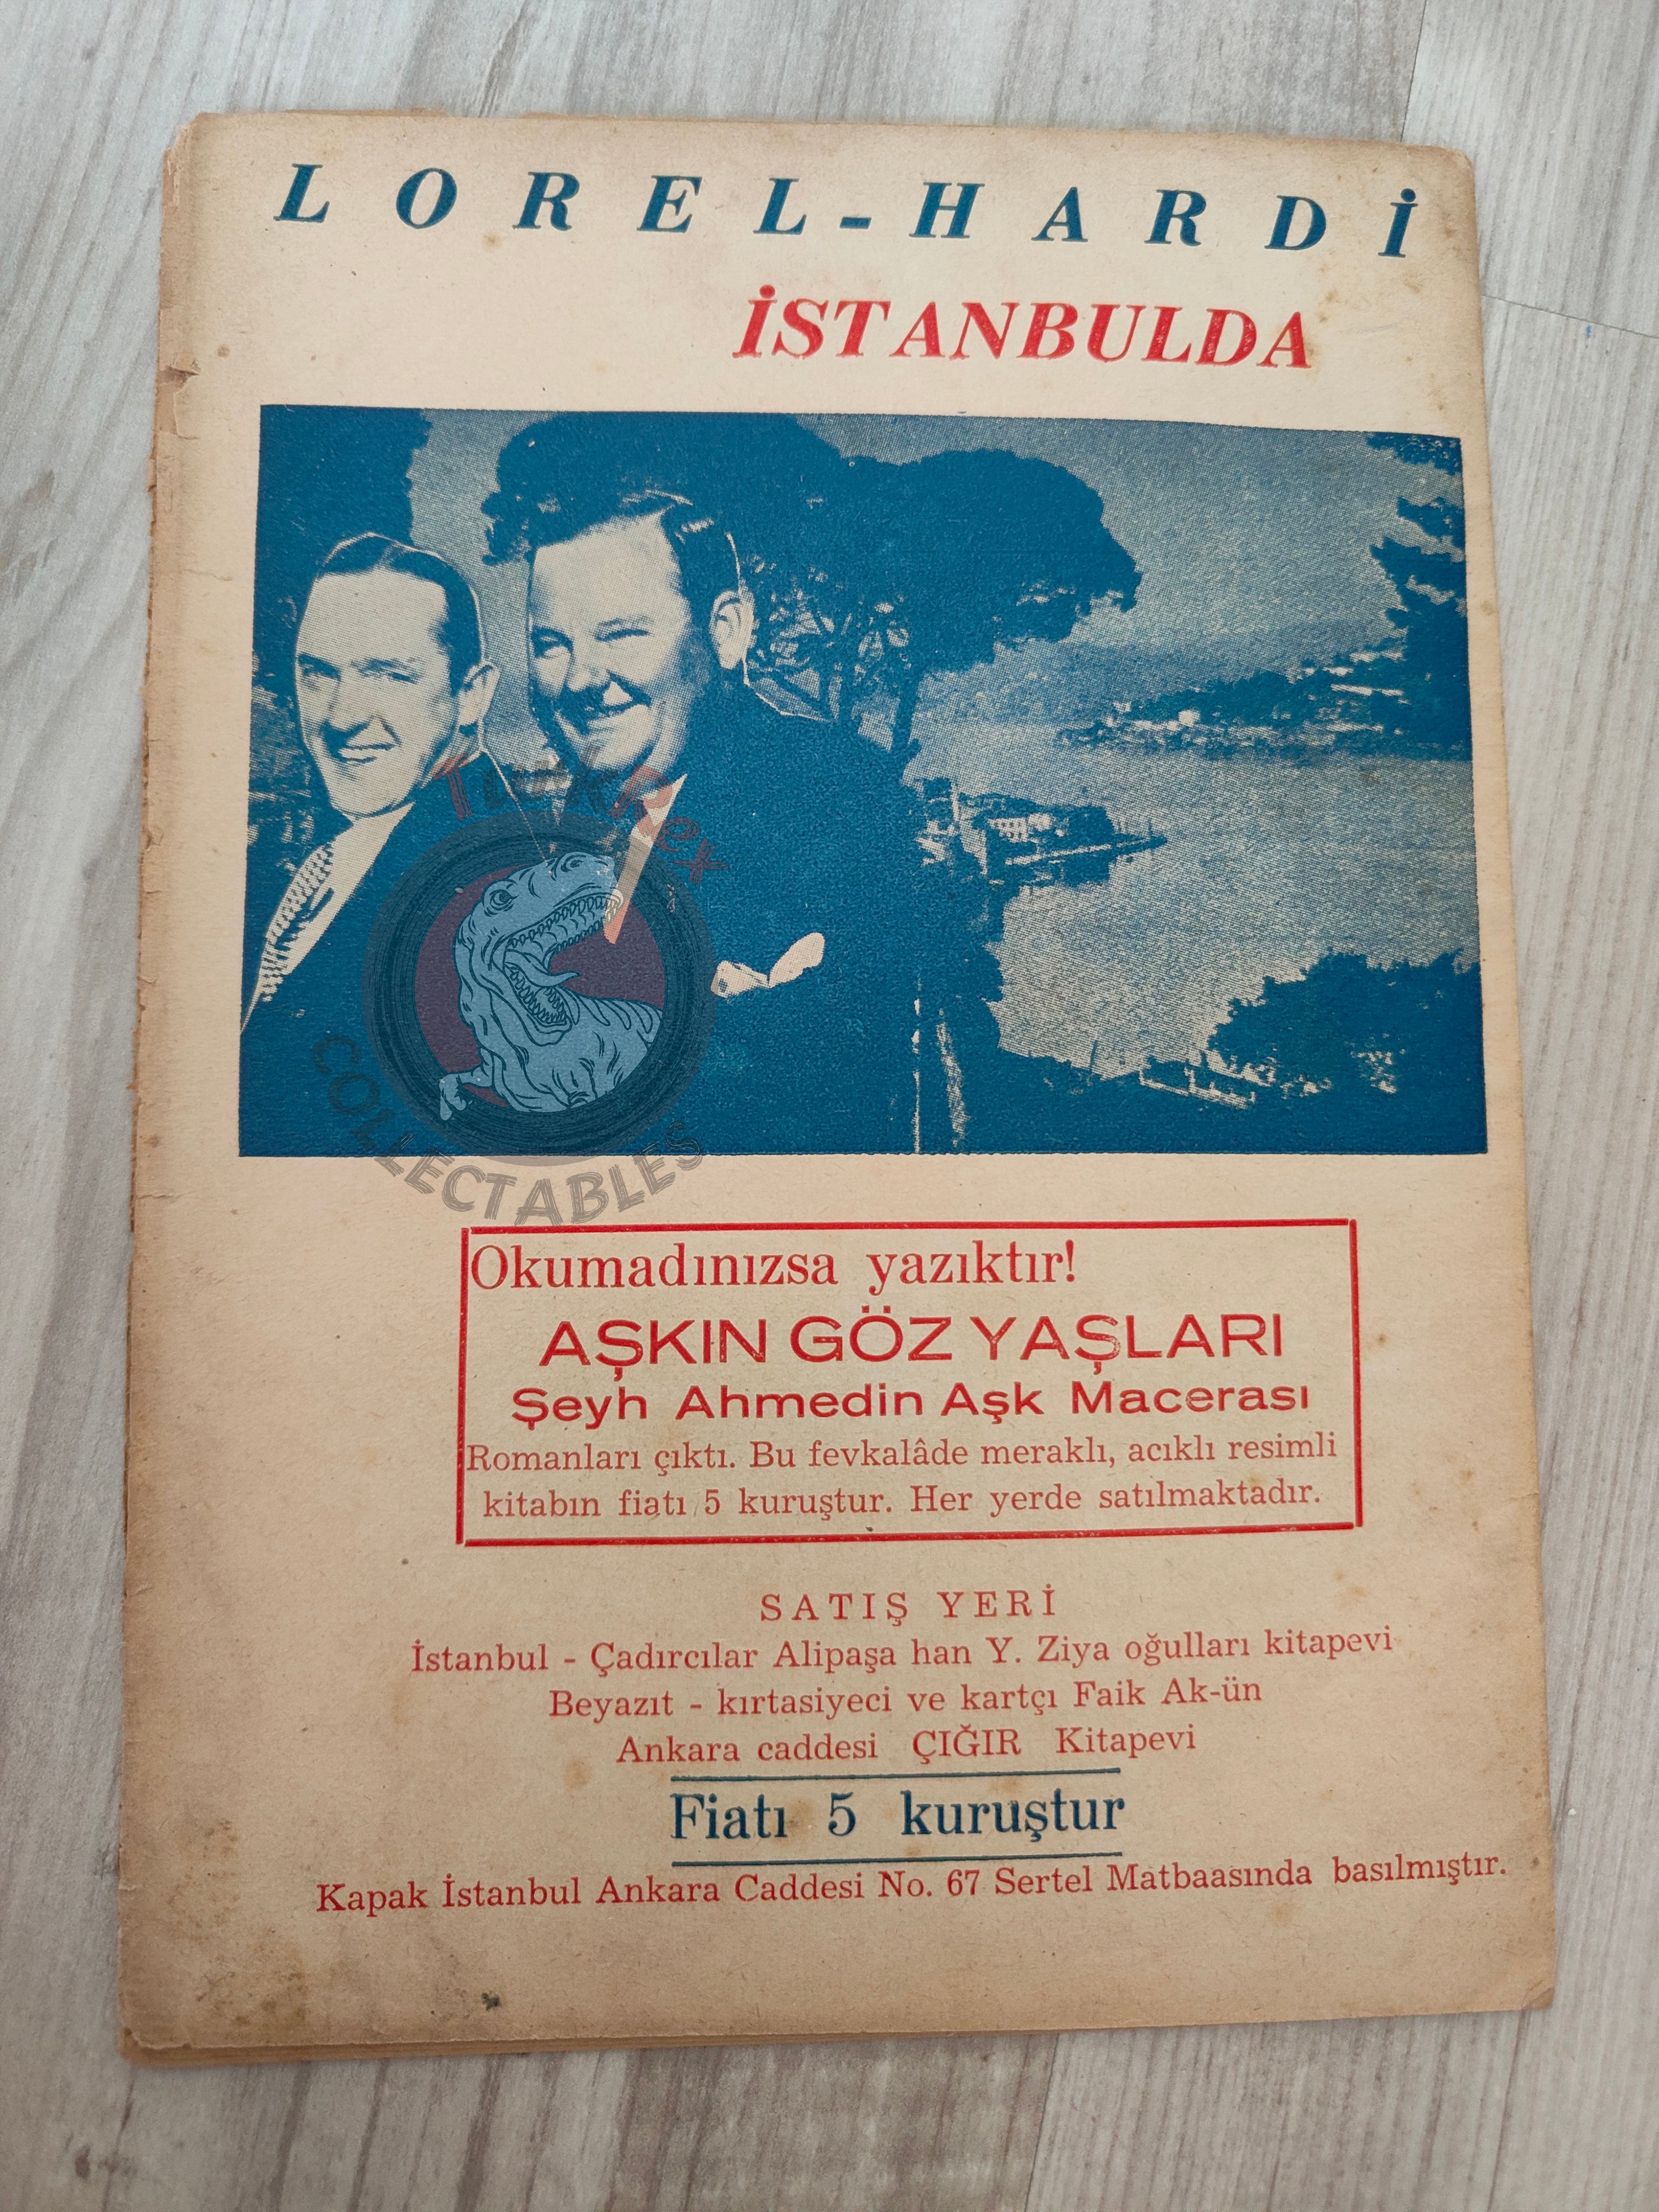 LOREL-HARDİ
İSTANBULDA
TurkRex
COLLECTABLES
Okumadınızsa yazıktır!
AŞKIN GÖZ YAŞLARI
Şeyh Ahmedin Aşk Macerası
Romanları çıktı. Bu fevkalâde meraklı, acıklı resimli
kitabın fiatı 5 kuruştur. Her yerde satılmaktadır.
SATIŞ YERİ
İstanbul - Çadırcılar Alipaşa han Y. Ziya oğulları kitapevi
Beyazıt - kırtasiyeci ve kartçı Faik Ak-ün
Ankara caddesi ÇIĞIR Kitapevi
Fiatı 5 kuruştur
Kapak İstanbul Ankara Caddesi No. 67 Sertel Matbaasında basılmıştır.